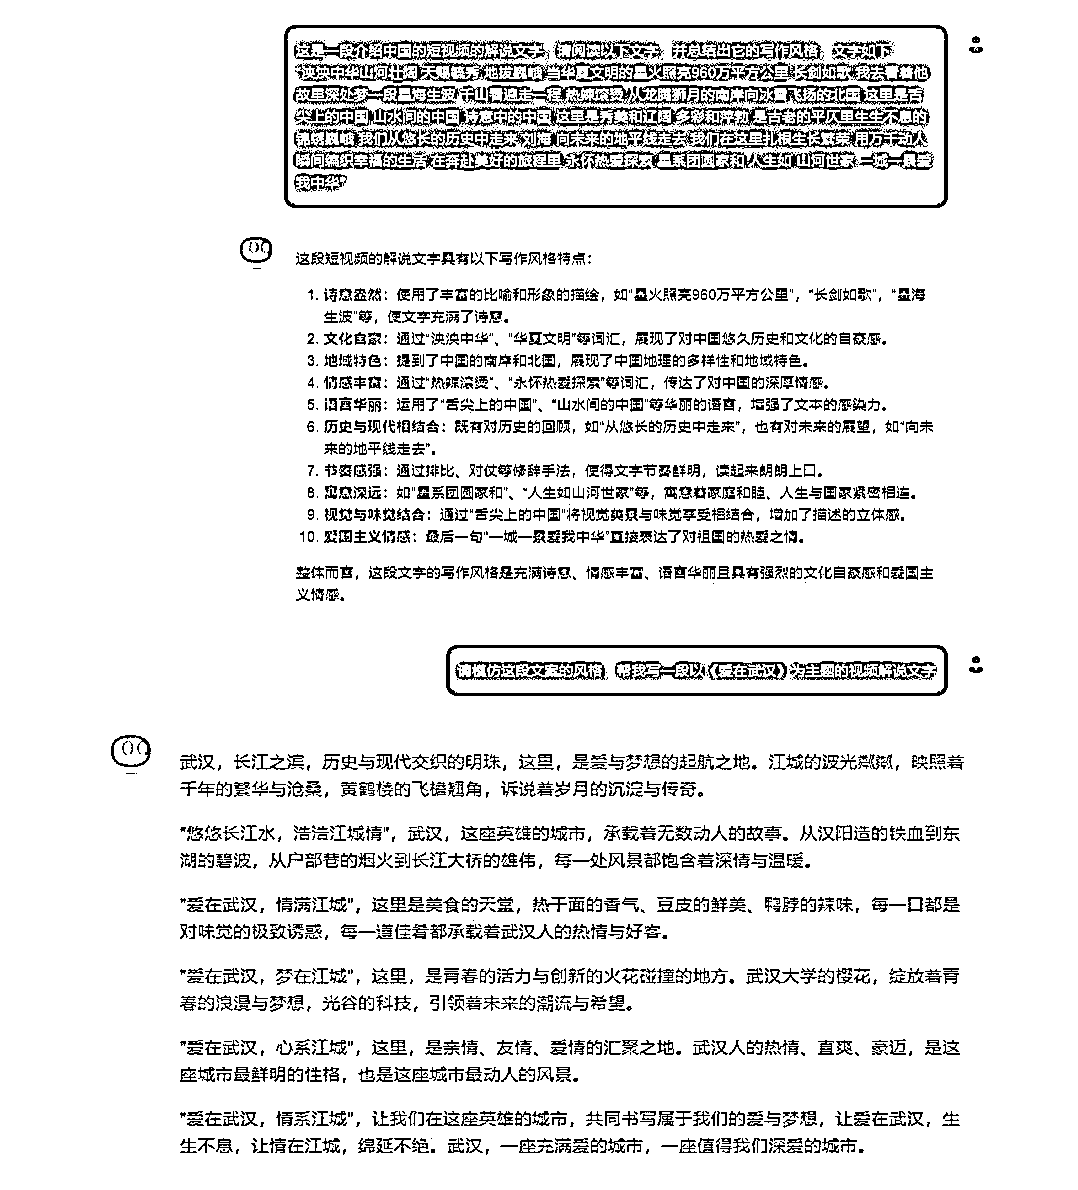 这是一段介绍中国的短视频的解说文字，请阅读以下文字，并总结出它的写作风格，文字如下
"泱泱中华山河壮阔 天赐毓秀 地拔巍峨 当华夏文明的星火照亮960万平方公里 长剑如歌 我去看看他
故里深处梦一段星海生波 千山看遍走一程 热辣滚烫 从龙腾狮月的南岸向冰雪飞扬的北国 这里是舌
尖上的中国 山水间的中国 诗意中的中国 这里是秀美和辽阔 多彩和蓬勃 是古老的平仄里生生不息的
我们从悠长的历史中走来 向未来的地平线走去 我们在这里扎根生长繁荣 用万千动人
瞬间编织幸福的生活 在奔赴美好的旅程里 永怀热爱探索 星系团圆家和 人生如 山河世家 一城一景爱
我中华"
这段短视频的解说文字具有以下写作风格特点：
1. 诗意盎然：使用了丰富的比喻和形象的描绘，如"星火照亮960万平方公里"，"长剑如歌"，"星海
生波"等，使文字充满了诗意。
2. 文化自豪：通过"泱泱中华"、"华夏文明"等词汇，展现了对中国悠久历史和文化的自豪感。
3. 地域特色：提到了中国的南岸和北国，展现了中国地理的多样性和地域特色。
4. 情感丰富：通过"热辣滚烫"、"永怀热爱探索"等词汇，传达了对中国的深厚情感。
5. 语言华丽：运用了"舌尖上的中国"、"山水间的中国"等华丽的语言，增强了文本的感染力。
6. 历史与现代相结合：既有对历史的回顾，如"从悠长的历史中走来"，也有对未来的展望，如"向未
来的地平线走去"。
7. 节奏感强：通过排比、对仗等修辞手法，使得文字节奏鲜明，读起来朗朗上口。
8. 寓意深远：如"星系团圆家和"、"人生如山河世家"等，寓意着家庭和睦、人生与国家紧密相连。
9. 视觉与味觉结合：通过"舌尖上的中国"将视觉美景与味觉享受相结合，增加了描述的立体感。
10. 爱国主义情感：最后一句"一城一景爱我中华"直接表达了对祖国的热爱之情。
整体而言，这段文字的写作风格是充满诗意、情感丰富、语言华丽且具有强烈的文化自豪感和爱国主
义情感。
请模仿这段文案的风格，帮我写一段以《爱在武汉》为主题的视频解说文字
武汉，长江之滨，历史与现代交织的明珠，这里，是爱与梦想的起航之地。江城的波光粼粼，映照着
千年的繁华与沧桑，黄鹤楼的飞檐翘角，诉说着岁月的沉淀与传奇。
"悠悠长江水，浩浩江城情"，武汉，这座英雄的城市，承载着无数动人的故事。从汉阳造的铁血到东
湖的碧波，从户部巷的烟火到长江大桥的雄伟，每一处风景都饱含着深情与温暖。
"爱在武汉，情满江城"，这里是美食的天堂，热干面的香气、豆皮的鲜美、鸭脖的辣味，每一口都是
对味觉的极致诱惑，每一道佳肴都承载着武汉人的热情与好客。
"爱在武汉，梦在江城"，这里，是青春的活力与创新的火花碰撞的地方。武汉大学的樱花，绽放着青
春的浪漫与梦想，光谷的科技，引领着未来的潮流与希望。
"爱在武汉，心系江城"，这里，是亲情、友情、爱情的汇聚之地。武汉人的热情、直爽、豪迈，是这
座城市最鲜明的性格，也是这座城市最动人的风景。
"爱在武汉，情系江城"，让我们在这座英雄的城市，共同书写属于我们的爱与梦想，让爱在武汉，生
生不息，让情在江城，绵延不绝。武汉，一座充满爱的城市，一座值得我们深爱的城市。